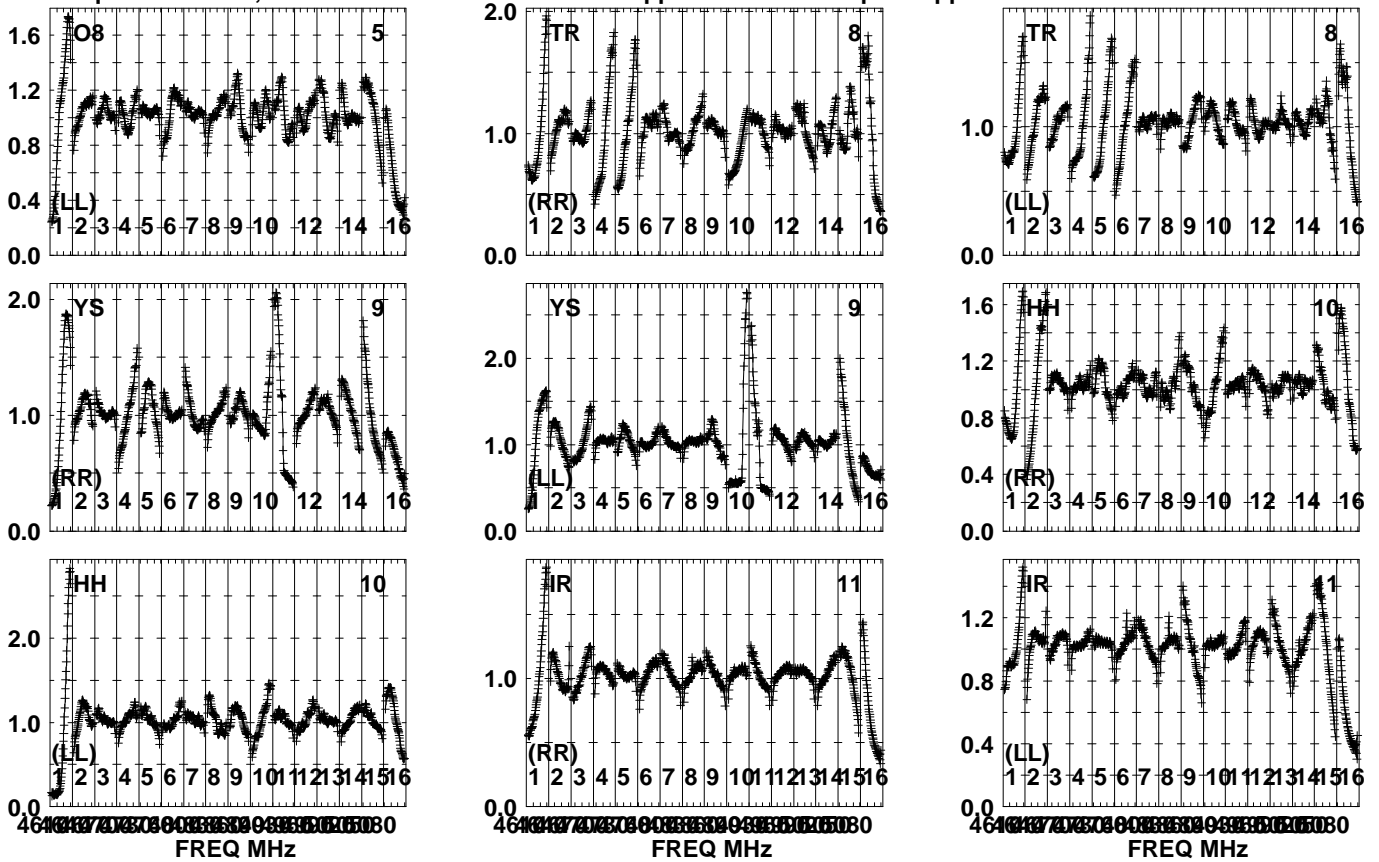 2.0
1.6 O8 5 TR 8 TR 8
1.2
1.0 1.0 1.0
0.8
0.4 (LL) (RR) (LL)
1 2 3 4 5 6 7 8 9 10 12 14 16
1 2 3 4 5 6 7 8 9 10 12 14 16
1 2 3 4 5 6 7 8 9 10 12 14 16
0.0 0.0 0.0
2.0 YS 9 YS 9 1.6 HH 10
2.0
1.2
1.0 1.0 0.8
0.4
(RR) (LL) (RR)
1 2 3 4 5 6 7 8 9 10 12 14 16
1 2 3 4 5 6 7 8 9 10 12 14 16
1 2 3 4 5 6 7 8 9 10 12 14 16
0.0 0.0 0.0
HH 10 IR 11 IR 11
2.0 1.2
1.0 1.0 0.8
0.4
(LL) (RR) (LL)
1 2 3 4 5 6 7 8 9 10 11 12 13 14 15 16
1 2 3 4 5 6 7 8 9 10 11 12 13 14 15 16
1 2 3 4 5 6 7 8 9 10 11 12 13 14 15 16
0.0 0.0 0.0
FREQ MHz FREQ MHz FREQ MHz